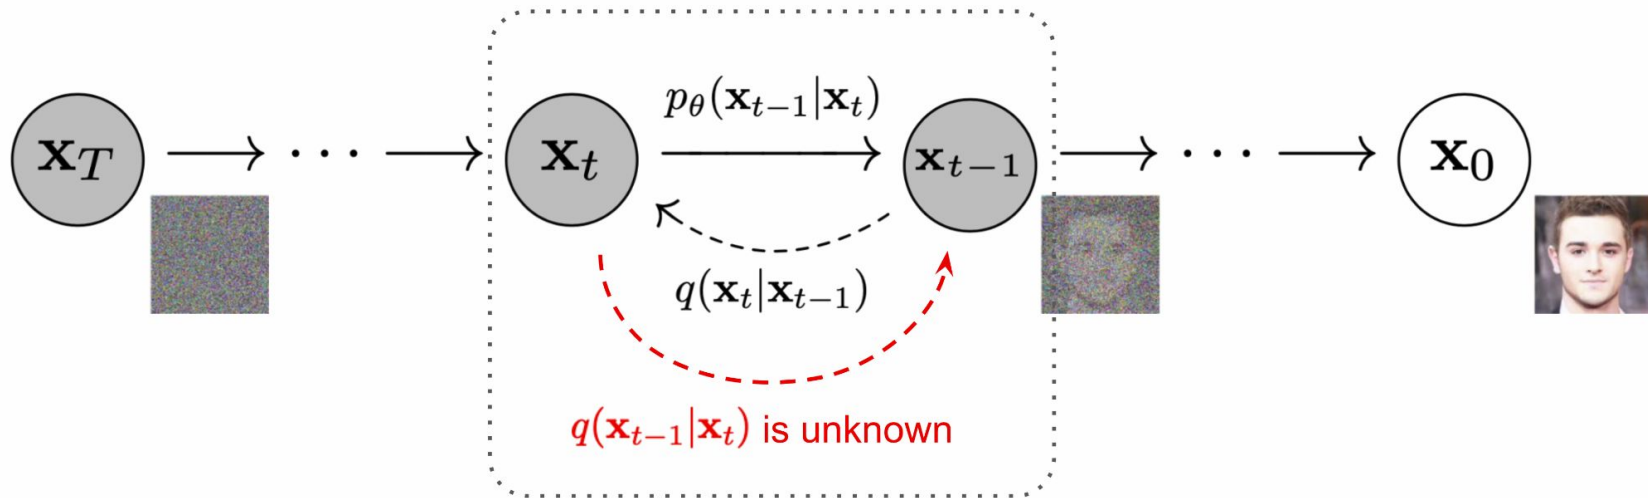 p_θ(x_{t−1}|x_t)
x_T → ··· → x_t → x_{t−1} → ··· → x_0
q(x_t|x_{t−1})
q(x_{t−1}|x_t) is unknown